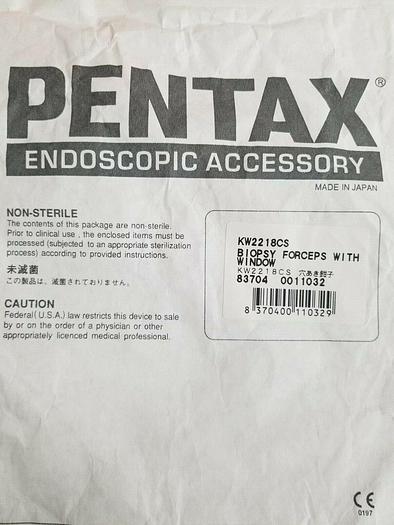 PENTAX®
ENDOSCOPIC ACCESSORY
MADE IN JAPAN
NON-STERILE
The contents of this package are non-sterile.
Prior to clinical use , the enclosed items must be
processed (subjected to an appropriate sterilization
process) according to provided instructions.
未滅菌
この製品は、滅菌されておりません。
CAUTION
Federal(U.S.A.) law restricts this device to sale
by or on the order of a physician or other
appropriately licenced medical professional.
KW2218CS
BIOPSY FORCEPS WITH
WINDOW
KW2218CS 穴あき鉗子
83704 0011032
8 370400 110329
CE
0197